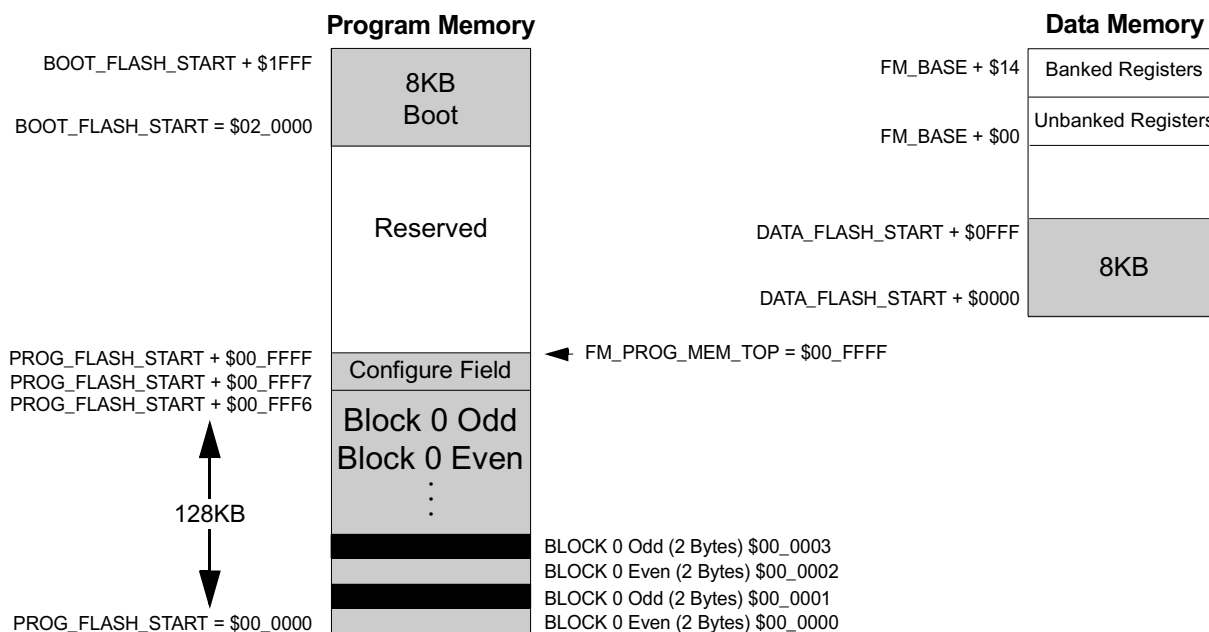 Program Memory
BOOT_FLASH_START + $1FFF
8KB
Boot
BOOT_FLASH_START = $02_0000
Reserved
PROG_FLASH_START + $00_FFFF
FM_PROG_MEM_TOP = $00_FFFF
Configure Field
PROG_FLASH_START + $00_FFF7
PROG_FLASH_START + $00_FFF6
Block 0 Odd
Block 0 Even
128KB
BLOCK 0 Odd (2 Bytes) $00_0003
BLOCK 0 Even (2 Bytes) $00_0002
BLOCK 0 Odd (2 Bytes) $00_0001
PROG_FLASH_START = $00_0000
BLOCK 0 Even (2 Bytes) $00_0000
Data Memory
FM_BASE + $14
Banked Registers
Unbanked Registers
FM_BASE + $00
DATA_FLASH_START + $0FFF
8KB
DATA_FLASH_START + $0000